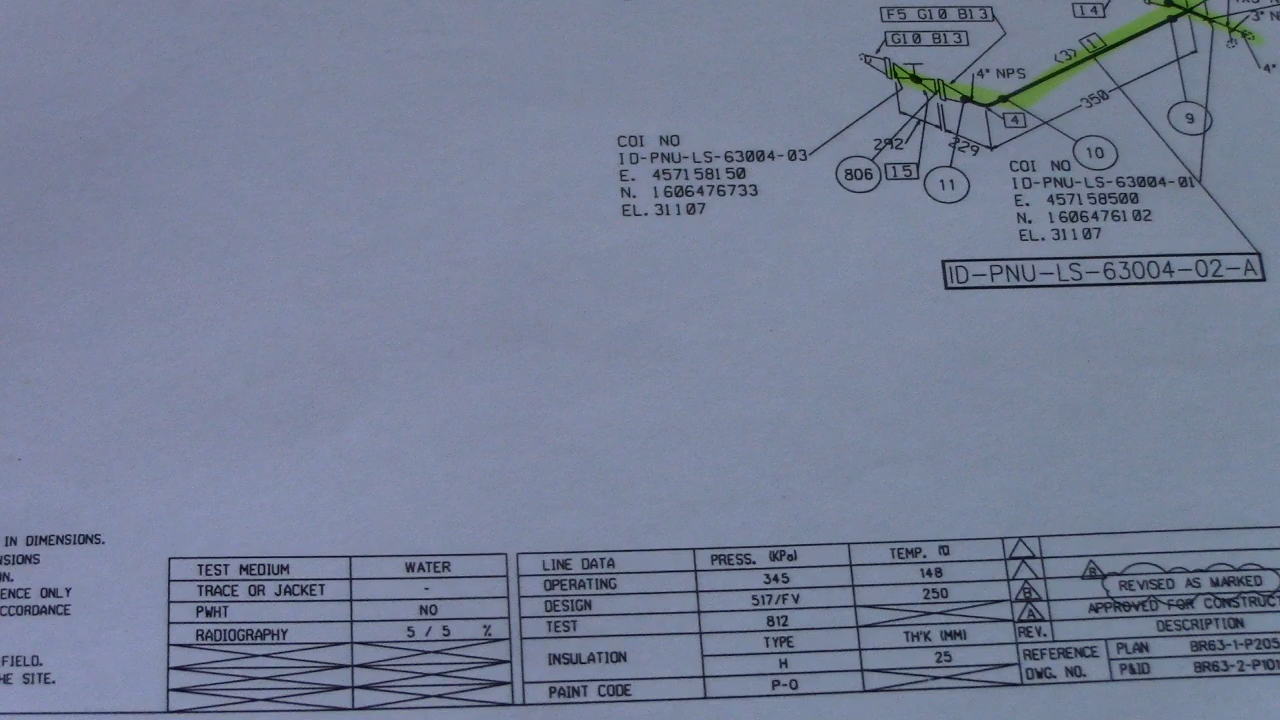 F5 G10 B13
14
3" N
G10 B13
1
(3)
4"
4" NPS
350
9
4
292
229
COI NO
ID-PNU-LS-63004-03
E. 457158150
N. 1606476733
EL. 31107
806
15
11
10
COI NO
ID-PNU-LS-63004-01
E. 457158500
N. 1606476102
EL. 31107
ID-PNU-LS-63004-02-A
IN DIMENSIONS.
NSIONS
ON.
ENCE ONLY
CCORDANCE
FIELD.
HE SITE.
TEST MEDIUM WATER
TRACE OR JACKET -
PWHT NO
RADIOGRAPHY 5 / 5 %
LINE DATA PRESS. (KPa) TEMP.
OPERATING 345 148
DESIGN 517/FV 250
TEST 812
INSULATION TYPE TH'K (MM)
H 25
PAINT CODE P-0
B REVISED AS MARKED
B
A APPROVED FOR CONSTRUCT
REV. DESCRIPTION
REFERENCE DWG. NO. PLAN BR63-1-P205
P&ID BR63-2-P101